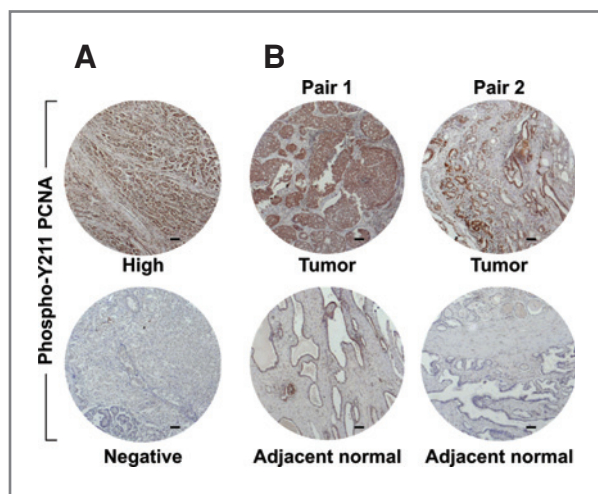 A
B
Pair 1
Pair 2
Phospho-Y211 PCNA
High
Tumor
Tumor
Negative
Adjacent normal
Adjacent normal